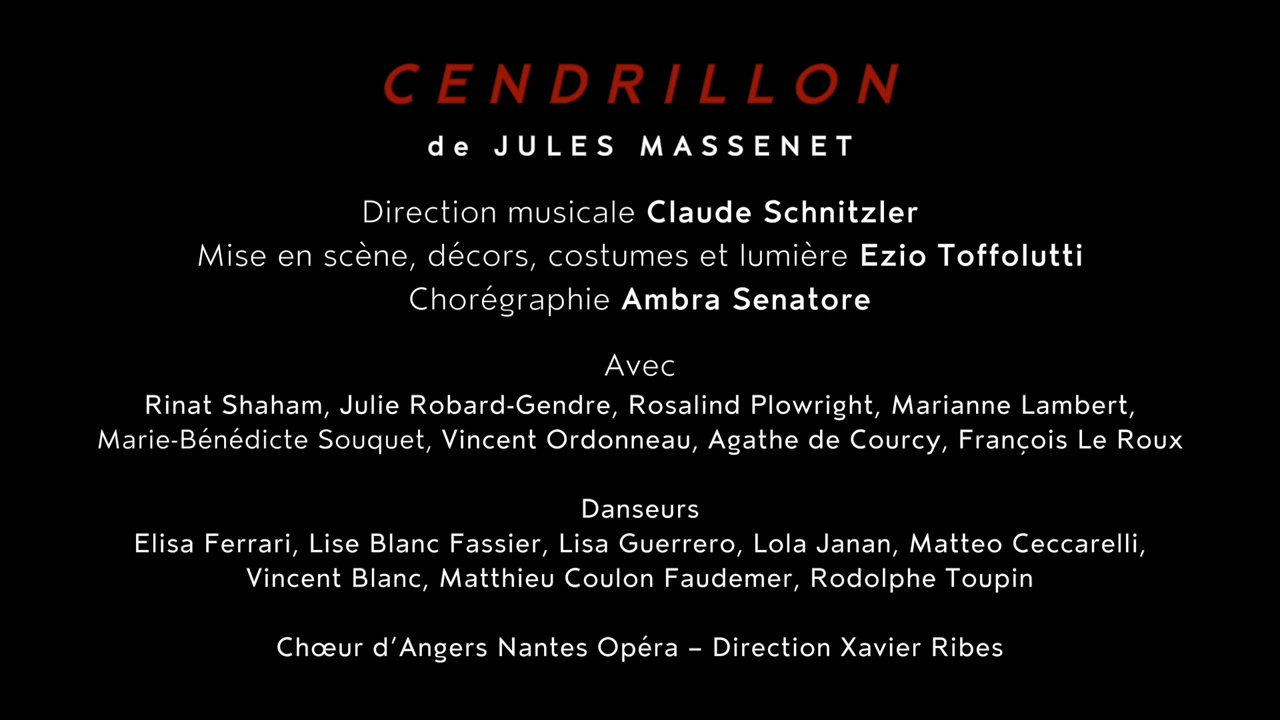 CENDRILLON
de JULES MASSENET
Direction musicale Claude Schnitzler
Mise en scène, décors, costumes et lumière Ezio Toffolutti
Chorégraphie Ambra Senatore
Avec
Rinat Shaham, Julie Robard-Gendre, Rosalind Plowright, Marianne Lambert,
Marie-Bénédicte Souquet, Vincent Ordonneau, Agathe de Courcy, François Le Roux
Danseurs
Elisa Ferrari, Lise Blanc Fassier, Lisa Guerrero, Lola Janan, Matteo Ceccarelli,
Vincent Blanc, Matthieu Coulon Faudemer, Rodolphe Toupin
Chœur d’Angers Nantes Opéra – Direction Xavier Ribes